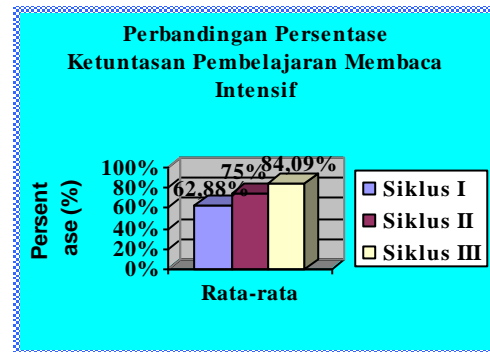 Perbandingan Persentase
Ketuntasan Pembelajaran Membaca
Intensif
Persent
ase (%)
100%
80%
60%
40%
20%
0%
62,88%
75%
84,09%
Rata-rata
Siklus I
Siklus II
Siklus III